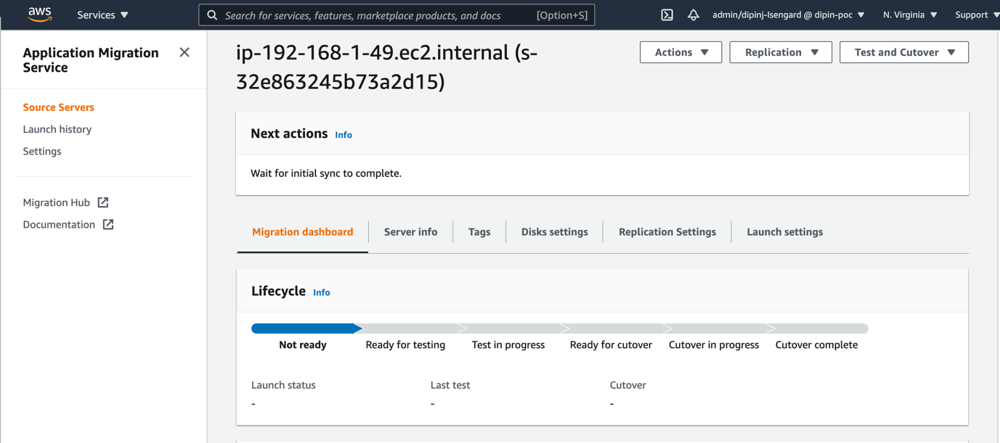 aws Services Search for services, features, marketplace products, and docs [Option+S] admin/dipinj-Isengard @ dipin-poc N. Virginia Support
Application Migration
Service
Source Servers
Launch history
Settings
Migration Hub
Documentation
ip-192-168-1-49.ec2.internal (s-
32e863245b73a2d15)
Actions Replication Test and Cutover
Next actions Info
Wait for initial sync to complete.
Migration dashboard Server info Tags Disks settings Replication Settings Launch settings
Lifecycle Info
Not ready Ready for testing Test in progress Ready for cutover Cutover in progress Cutover complete
Launch status Last test Cutover
- - -